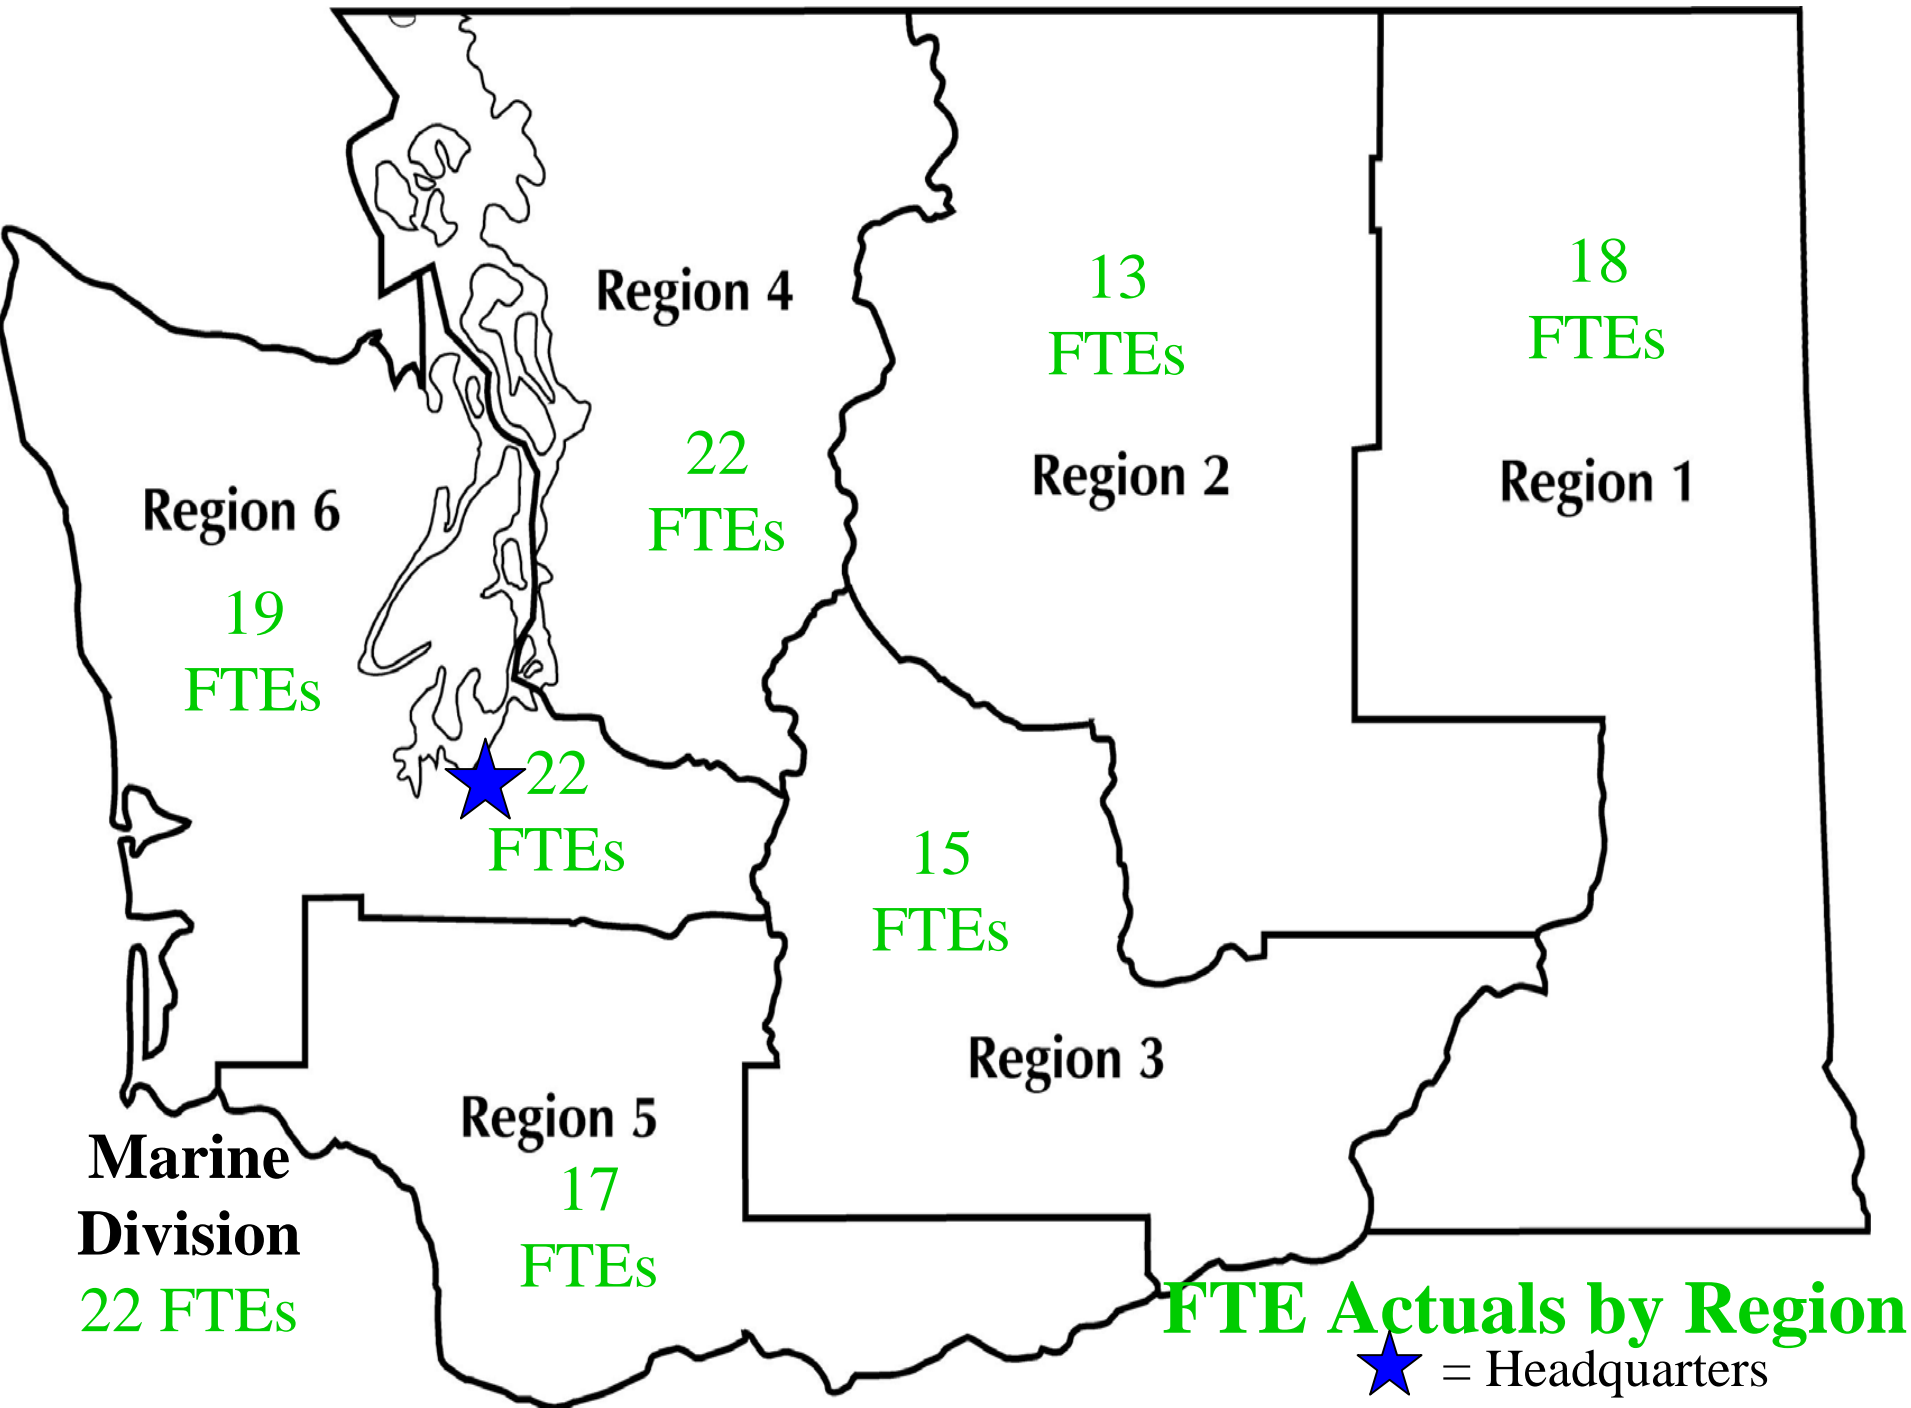 Region 4
22
FTEs
13
FTEs
Region 2
18
FTEs
Region 1
Region 6
19
FTEs
22
FTEs
15
FTEs
Region 3
Region 5
17
FTEs
Marine
Division
22 FTEs
FTE Actuals by Region
= Headquarters